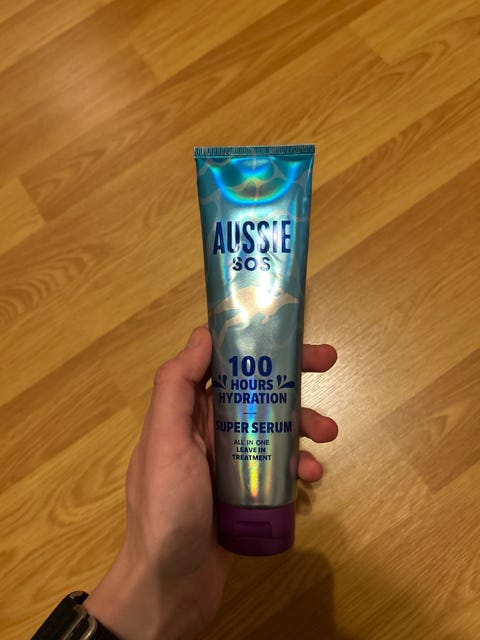 AUSSIE
SOS
100
HOURS
HYDRATION
SUPER SERUM
ALL IN ONE
LEAVE IN
TREATMENT